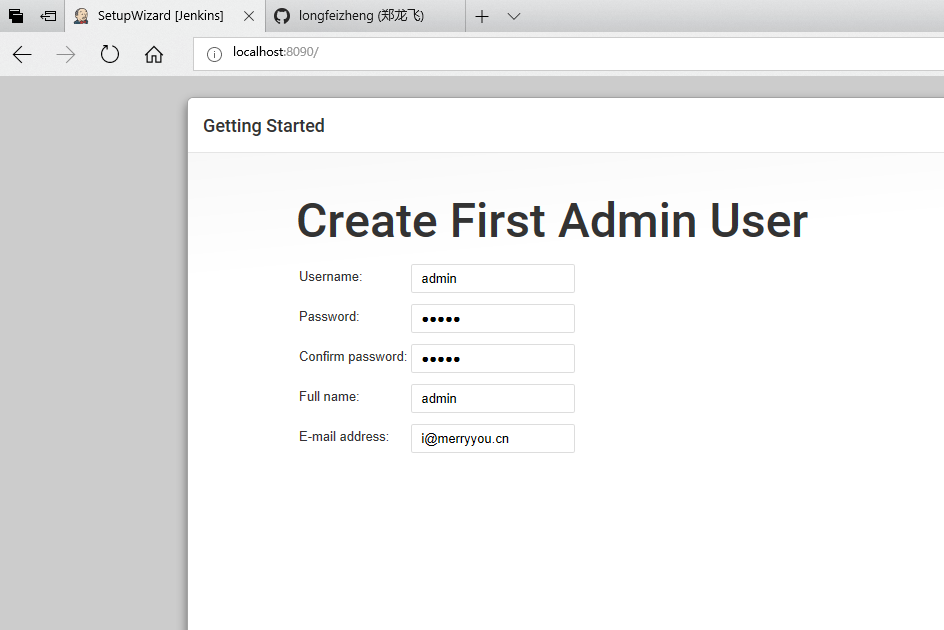 SetupWizard [Jenkins]
longfeizheng (郑龙飞)
localhost:8090/
Getting Started
Create First Admin User
Username: admin
Password: •••••
Confirm password: •••••
Full name: admin
E-mail address: i@merryyou.cn